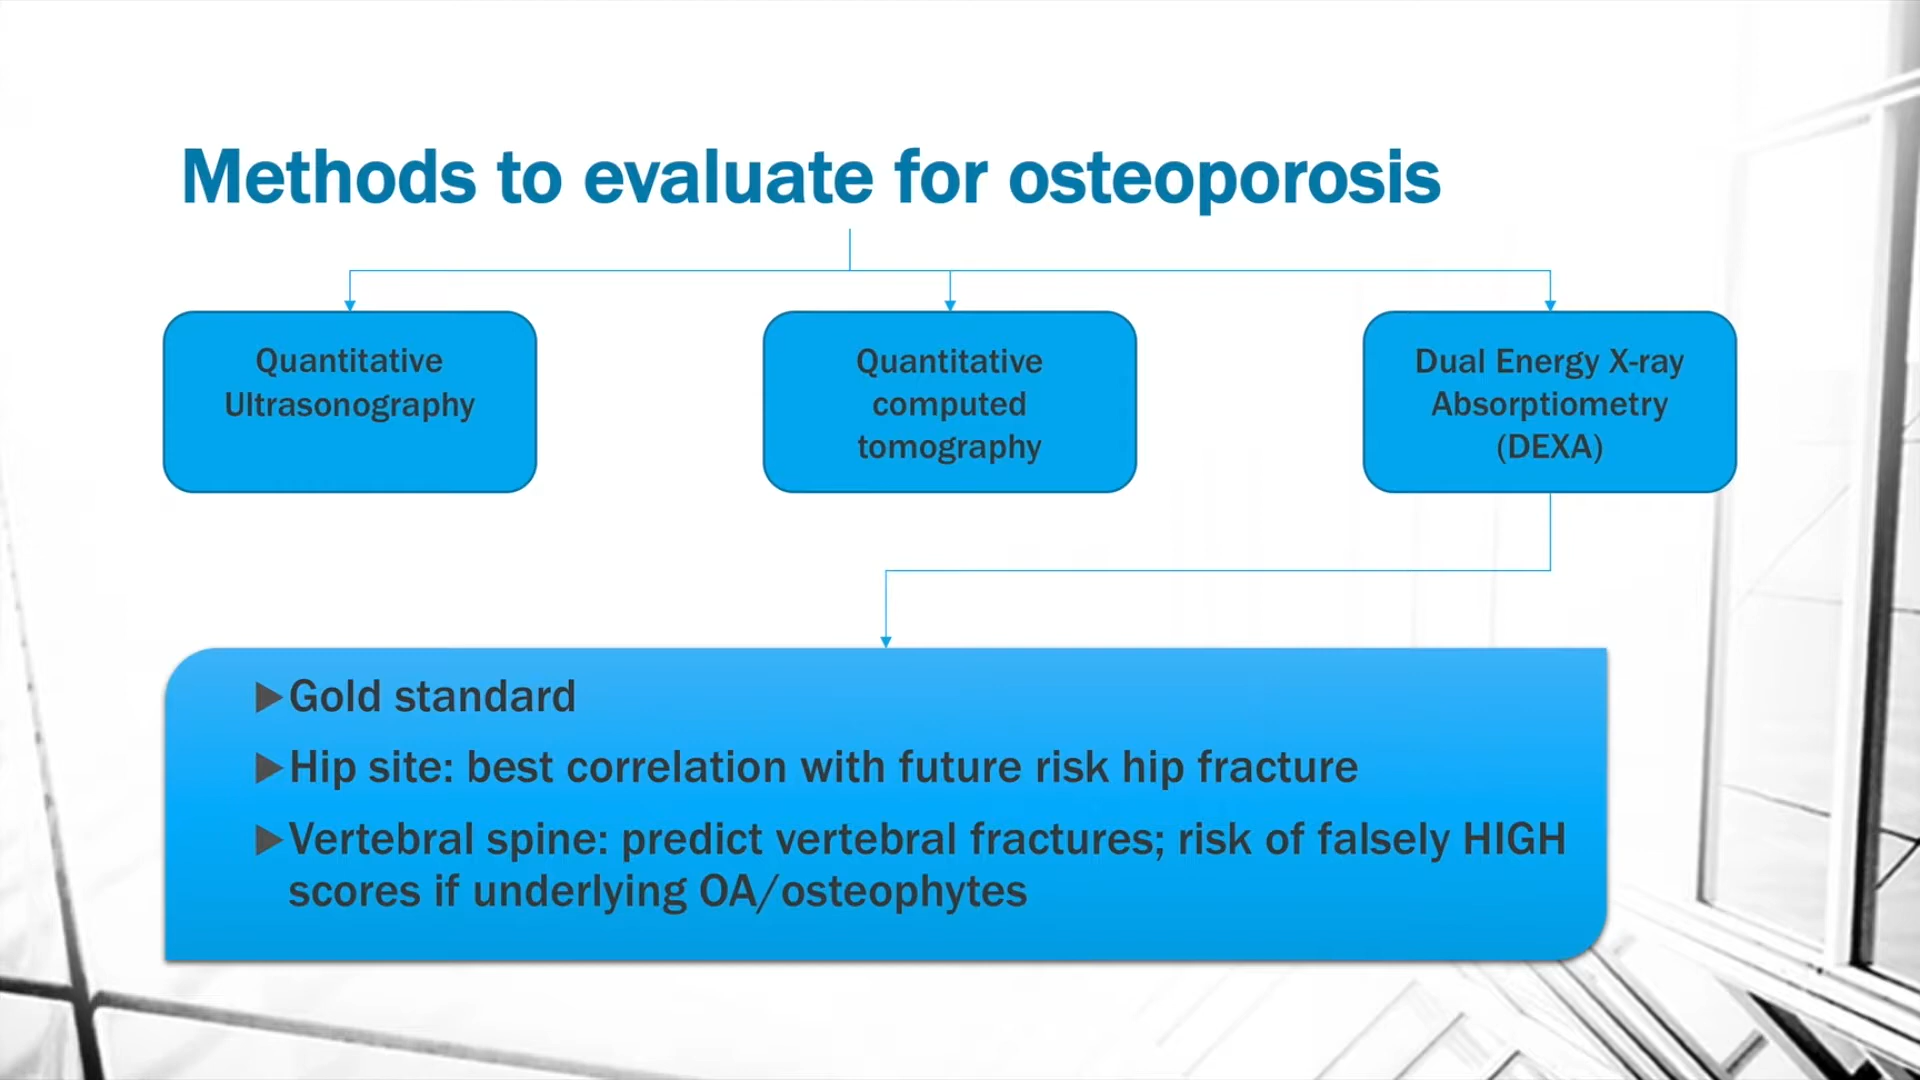 Methods to evaluate for osteoporosis
Quantitative
Ultrasonography
Quantitative
computed
tomography
Dual Energy X-ray
Absorptiometry
(DEXA)
▶Gold standard
▶Hip site: best correlation with future risk hip fracture
▶Vertebral spine: predict vertebral fractures; risk of falsely HIGH
scores if underlying OA/osteophytes